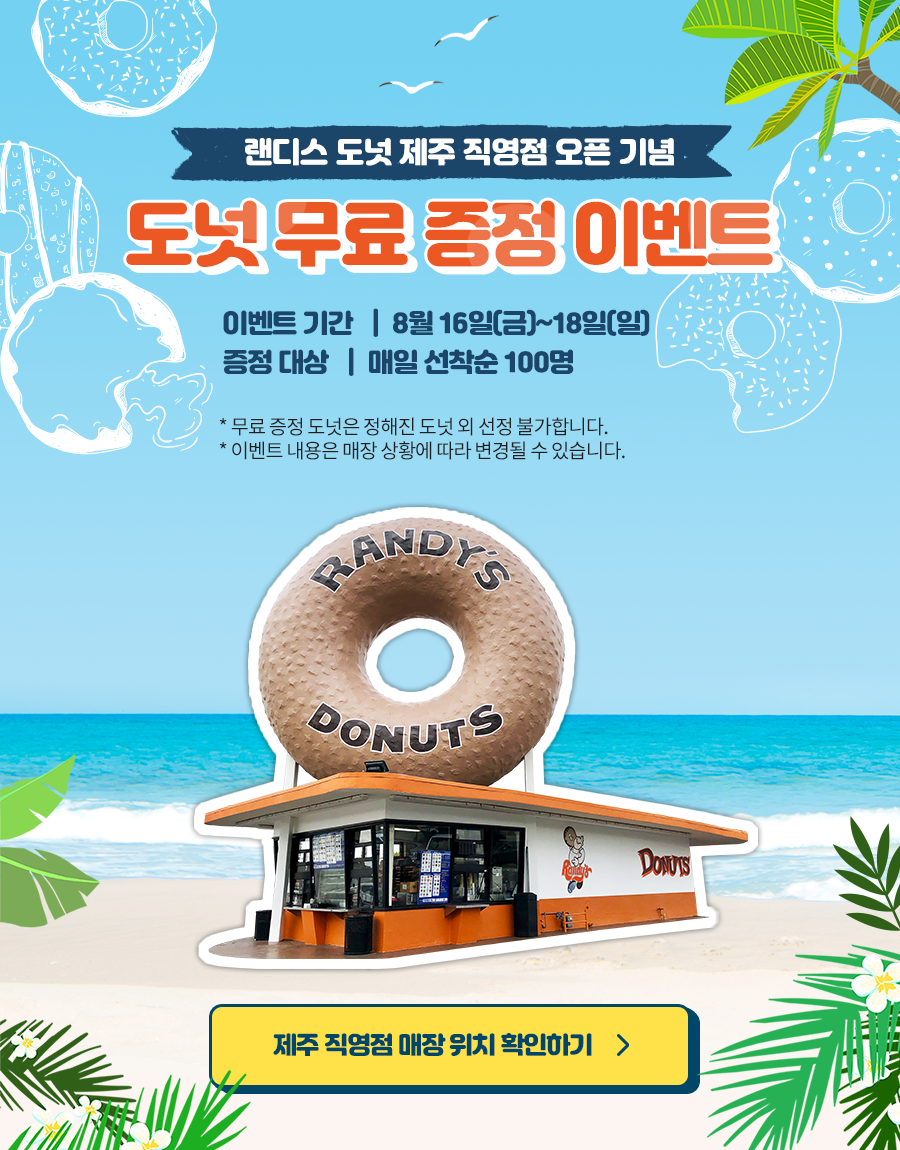 랜디스 도넛 제주 직영점 오픈 기념
도넛 무료 증정 이벤트
이벤트 기간 | 8월 16일(금)~18일(일)
증정 대상 | 매일 선착순 100명
* 무료 증정 도넛은 정해진 도넛 외 선정 불가합니다.
* 이벤트 내용은 매장 상황에 따라 변경될 수 있습니다.
RANDY'S
DONUTS
Randy's
DONUTS
제주 직영점 매장 위치 확인하기 >